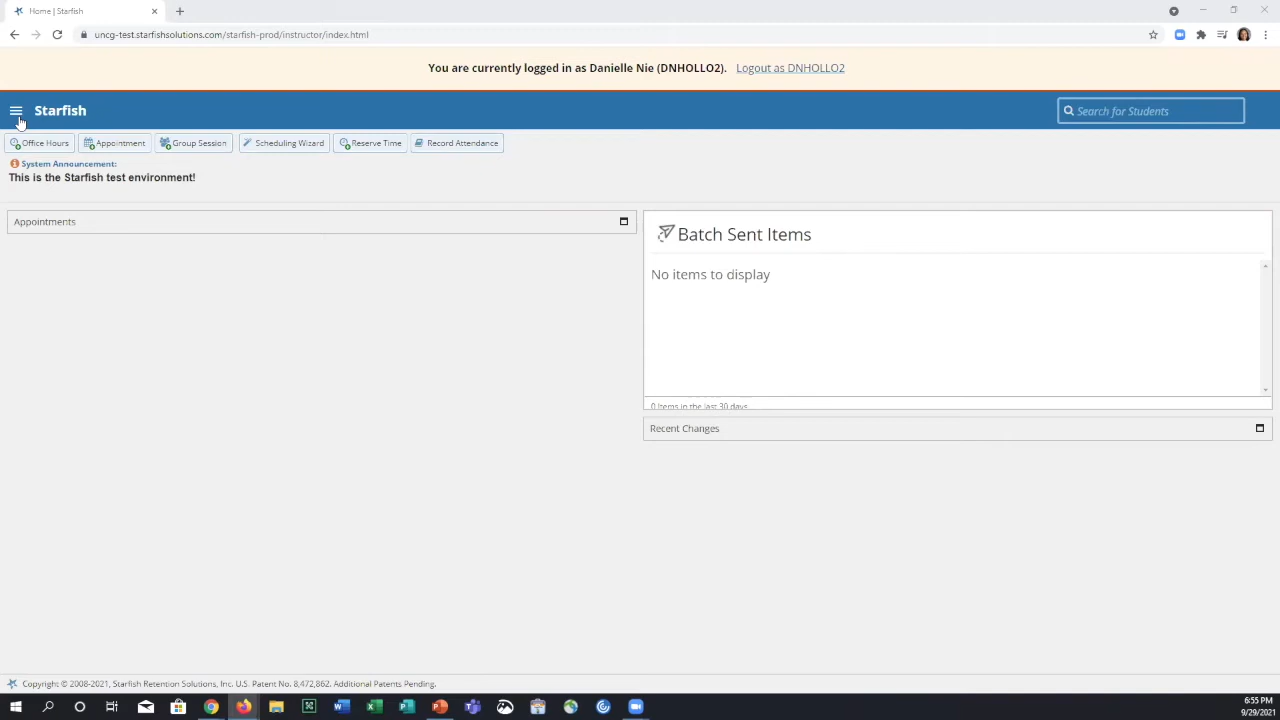 Home | Starfish
uncg-test.starfishsolutions.com/starfish-prod/instructor/index.html
You are currently logged in as Danielle Nie (DNHOLLO2). Logout as DNHOLLO2
Starfish
Search for Students
Office Hours Appointment Group Session Scheduling Wizard Reserve Time Record Attendance
System Announcement:
This is the Starfish test environment!
Appointments
Batch Sent Items
No items to display
0 Items in the last 30 days
Recent Changes
Copyright © 2008-2021, Starfish Retention Solutions, Inc. U.S. Patent No. 8,472,862. Additional Patents Pending.
6:55 PM
9/29/2021